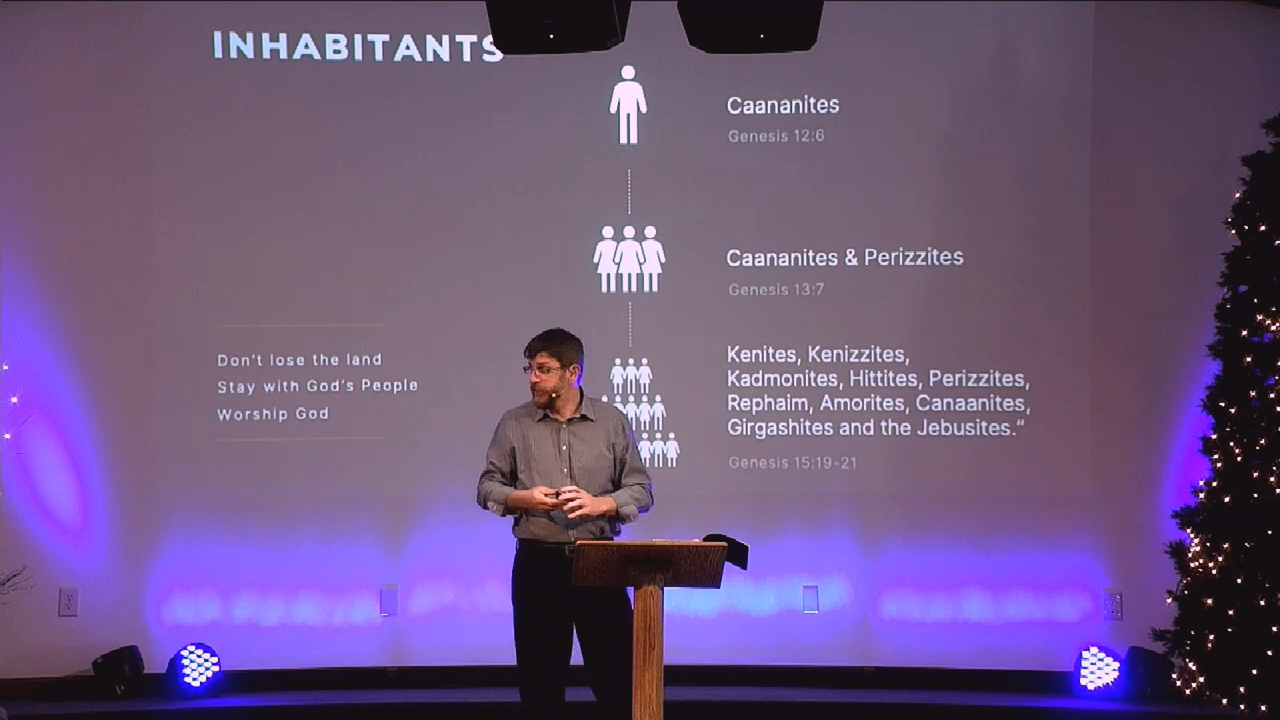 INHABITANTS
Caananites
Genesis 12:6
Caananites & Perizzites
Genesis 13:7
Don't lose the land
Stay with God's People
Worship God
Kenites, Kenizzites,
Kadmonites, Hittites, Perizzites,
Rephaim, Amorites, Canaanites,
Girgashites and the Jebusites.“
Genesis 15:19-21